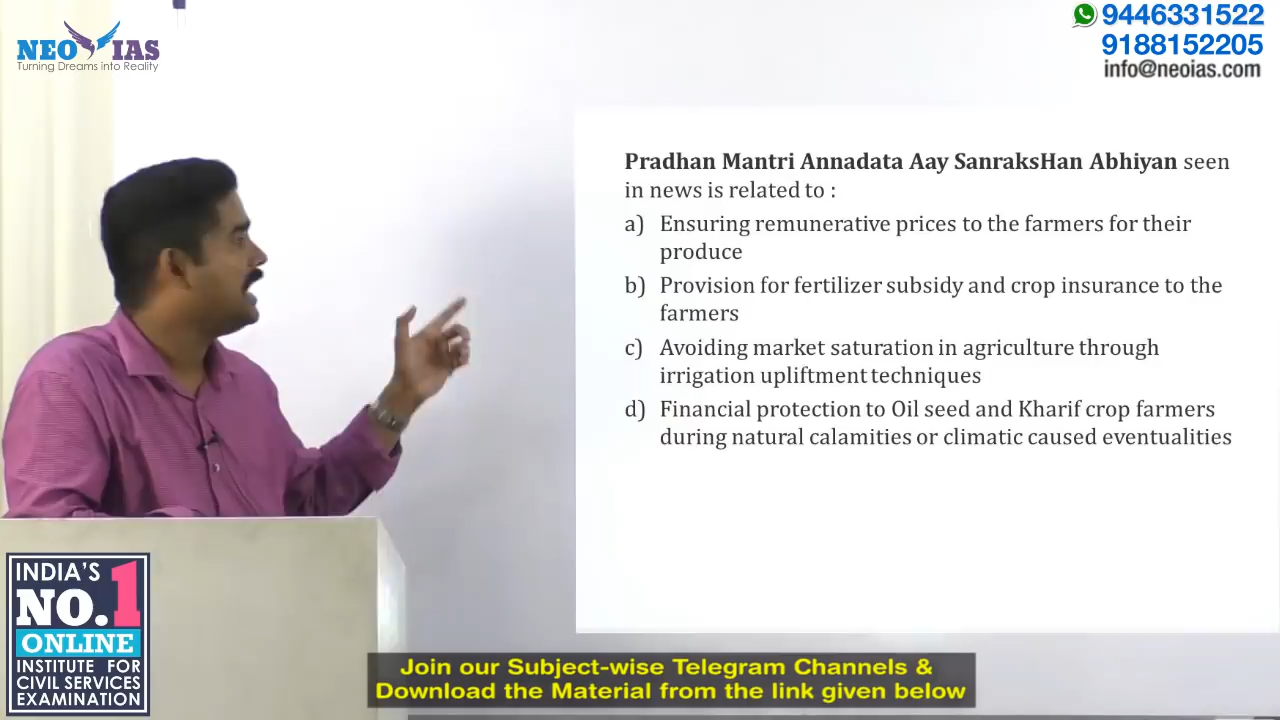 NEO IAS
Turning Dreams into Reality
9446331522
9188152205
info@neoias.com
Pradhan Mantri Annadata Aay SanraksHan Abhiyan seen
in news is related to :
a) Ensuring remunerative prices to the farmers for their
produce
b) Provision for fertilizer subsidy and crop insurance to the
farmers
c) Avoiding market saturation in agriculture through
irrigation upliftment techniques
d) Financial protection to Oil seed and Kharif crop farmers
during natural calamities or climatic caused eventualities
INDIA'S
NO.1
ONLINE
INSTITUTE FOR
CIVIL SERVICES
EXAMINATION
Join our Subject-wise Telegram Channels &
Download the Material from the link given below